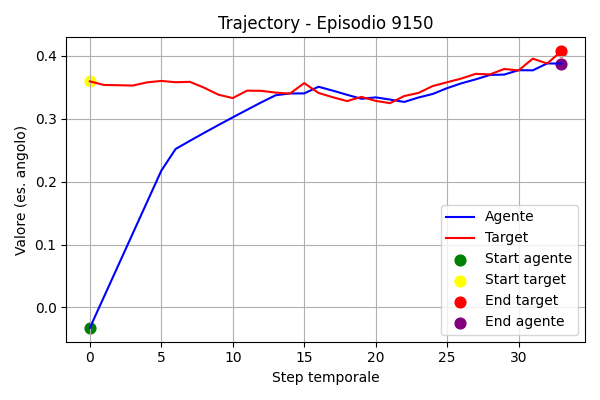 Trajectory - Episodio 9150
Valore (es. angolo)
0.4
0.3
0.2
0.1
0.0
0 5 10 15 20 25 30
Step temporale
Agente
Target
Start agente
Start target
End target
End agente